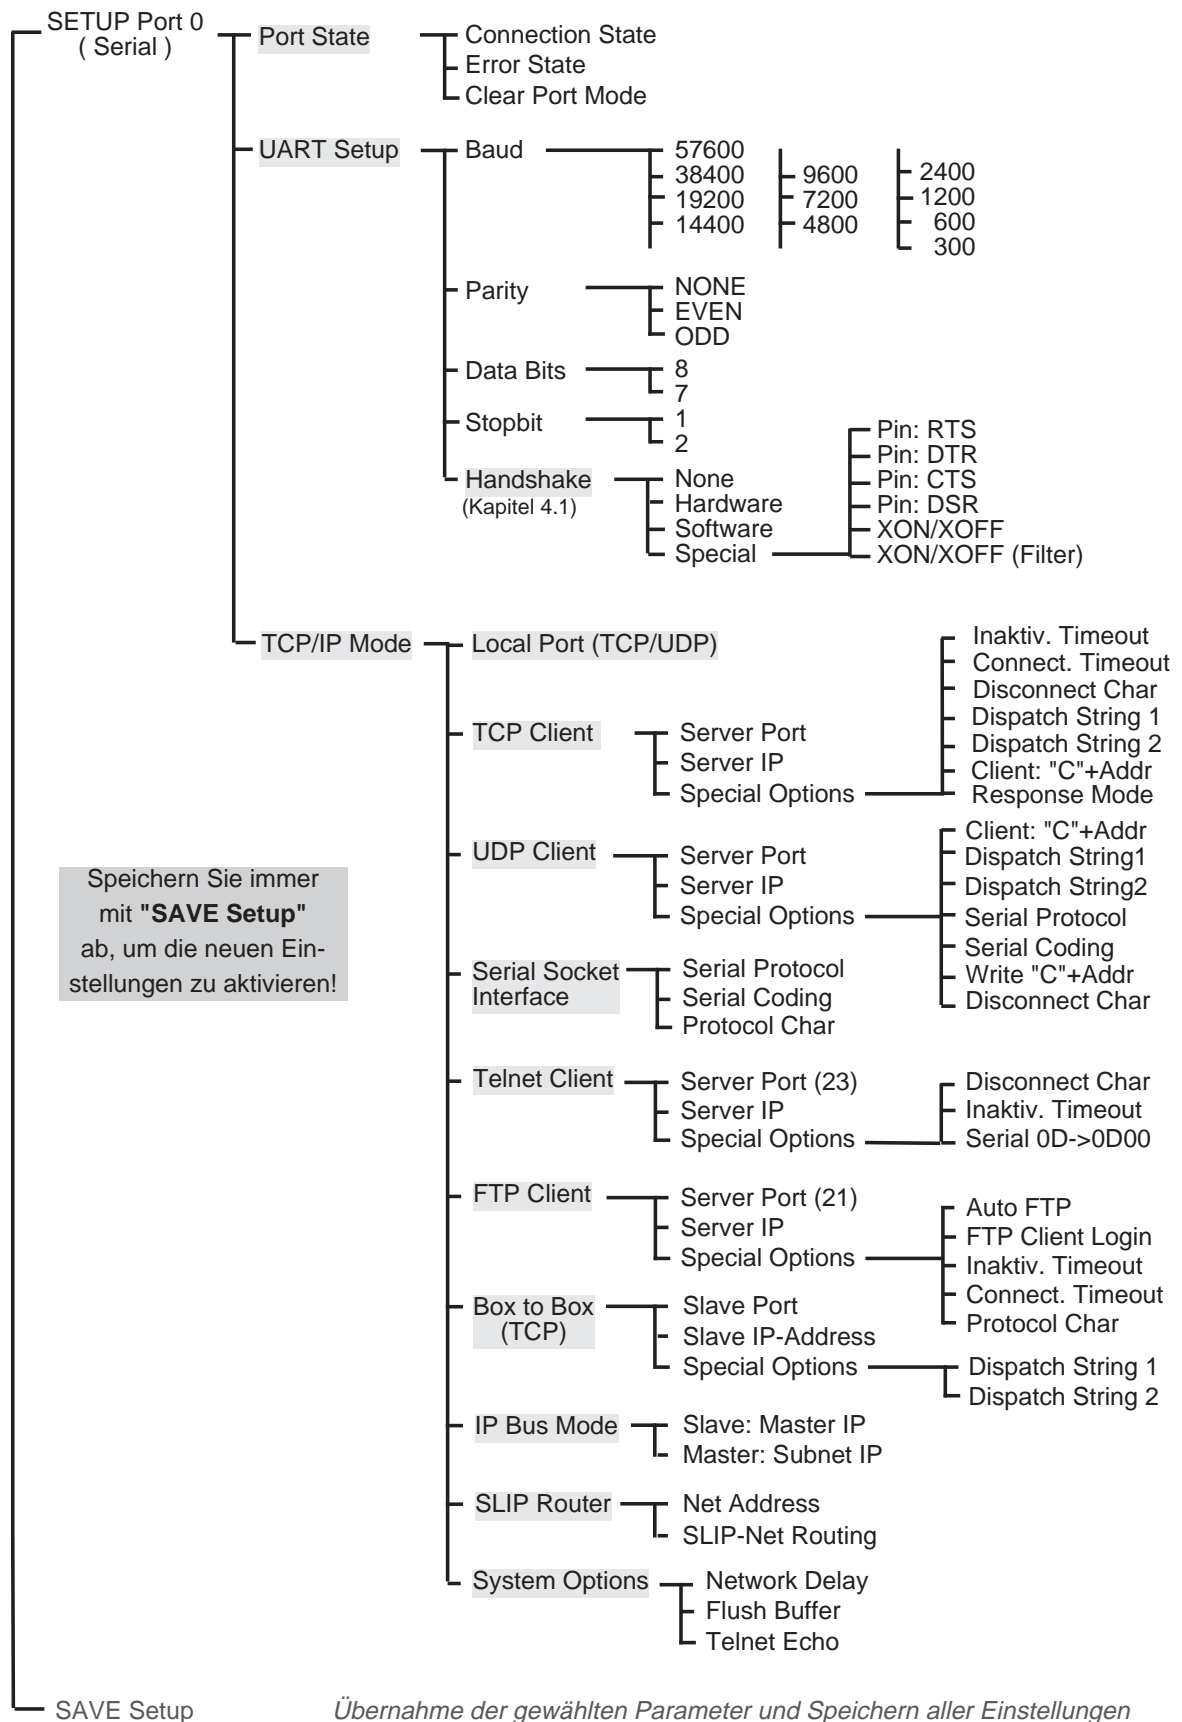 SETUP Port 0
( Serial )
Port State
Connection State
Error State
Clear Port Mode
UART Setup
Baud
57600
38400
19200
14400
9600
7200
4800
2400
1200
600
300
Parity
NONE
EVEN
ODD
Data Bits
8
7
Stopbit
1
2
Handshake
(Kapitel 4.1)
None
Hardware
Software
Special
Pin: RTS
Pin: DTR
Pin: CTS
Pin: DSR
XON/XOFF
XON/XOFF (Filter)
TCP/IP Mode
Local Port (TCP/UDP)
TCP Client
Server Port
Server IP
Special Options
Inaktiv. Timeout
Connect. Timeout
Disconnect Char
Dispatch String 1
Dispatch String 2
Client: "C"+Addr
Response Mode
UDP Client
Server Port
Server IP
Special Options
Client: "C"+Addr
Dispatch String1
Dispatch String2
Serial Protocol
Serial Coding
Write "C"+Addr
Disconnect Char
Speichern Sie immer
mit "SAVE Setup"
ab, um die neuen Ein-
stellungen zu aktivieren!
Serial Socket
Interface
Serial Protocol
Serial Coding
Protocol Char
Telnet Client
Server Port (23)
Server IP
Special Options
Disconnect Char
Inaktiv. Timeout
Serial 0D->0D00
FTP Client
Server Port (21)
Server IP
Special Options
Auto FTP
FTP Client Login
Inaktiv. Timeout
Connect. Timeout
Protocol Char
Box to Box
(TCP)
Slave Port
Slave IP-Address
Special Options
Dispatch String 1
Dispatch String 2
IP Bus Mode
Slave: Master IP
Master: Subnet IP
SLIP Router
Net Address
SLIP-Net Routing
System Options
Network Delay
Flush Buffer
Telnet Echo
SAVE Setup
Übernahme der gewählten Parameter und Speichern aller Einstellungen